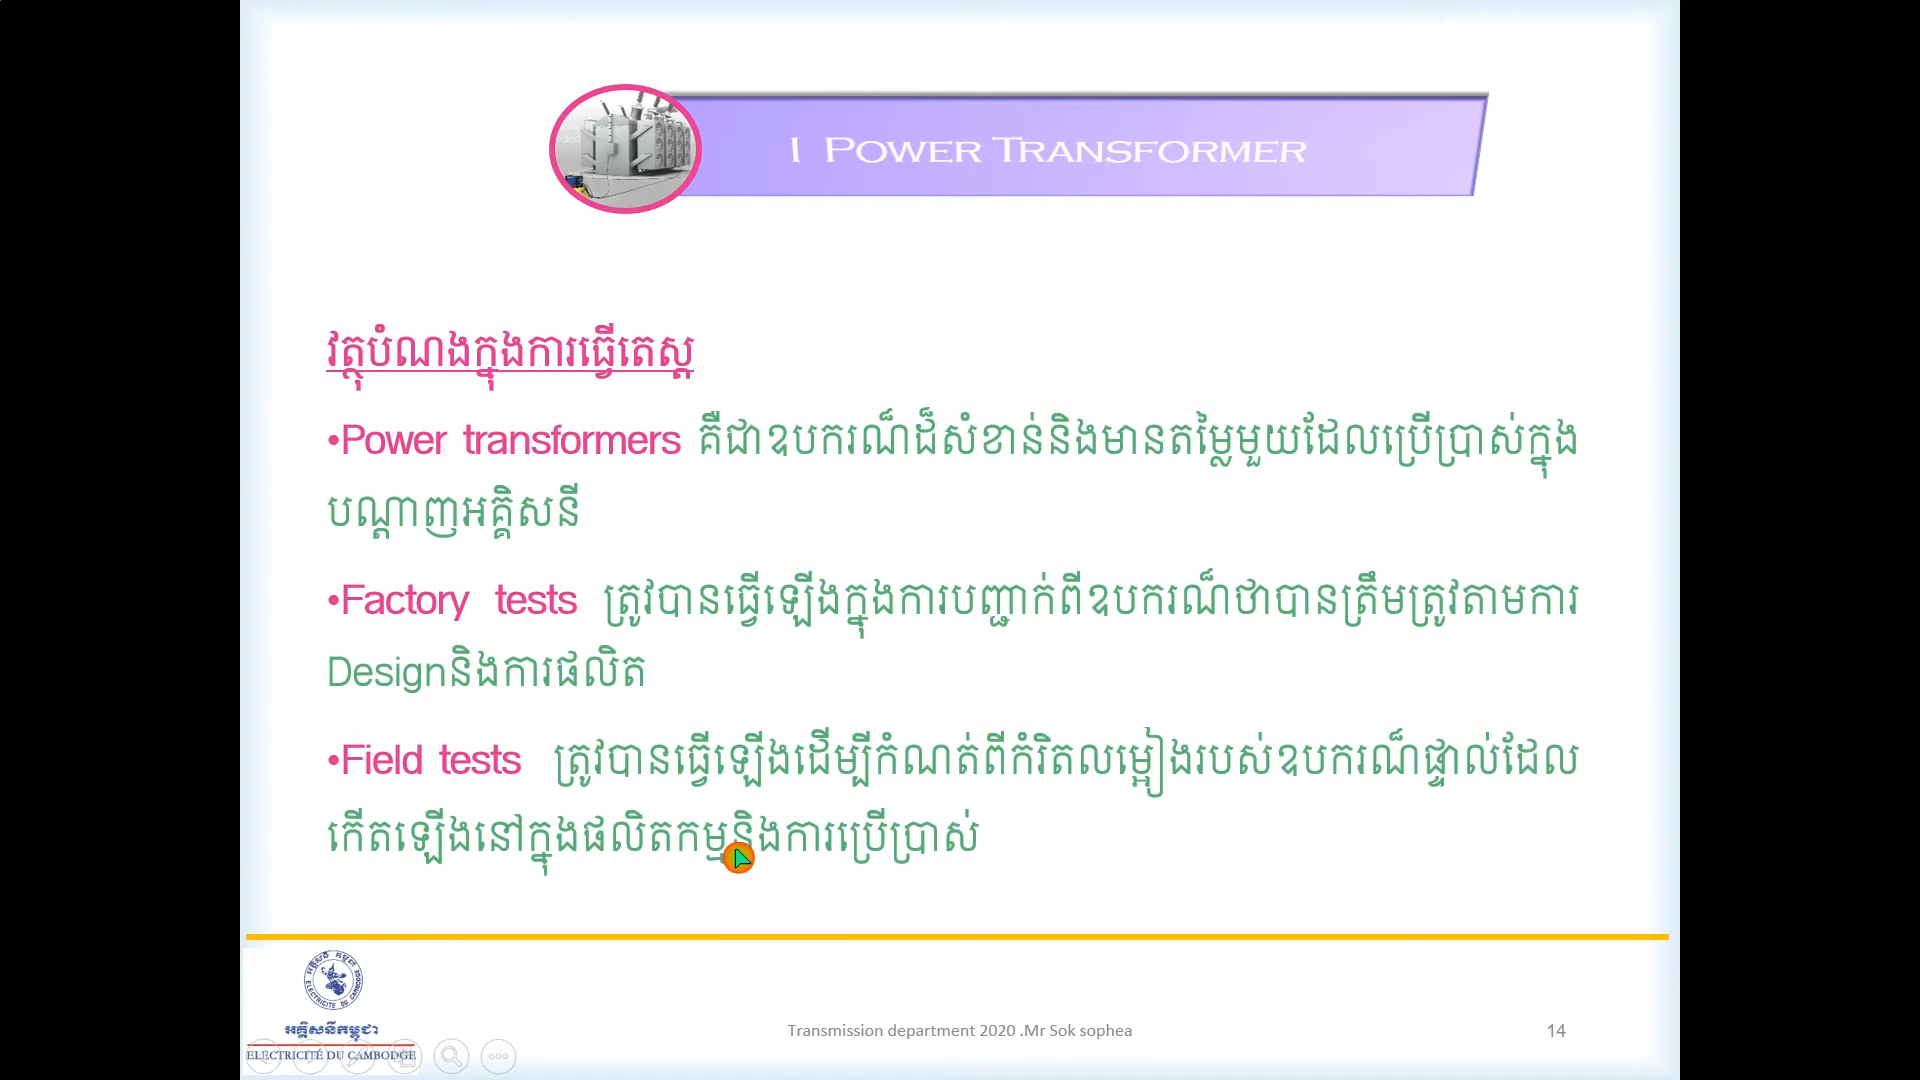 I POWER TRANSFORMER
វត្ថុបំណងក្នុងការធ្វើតេស្ត
•Power transformers គឺជាឧបករណ៏ដ៏សំខាន់និងមានតម្លៃមួយដែលប្រើប្រាស់ក្នុង
បណ្តាញអគ្គិសនី
•Factory tests ត្រូវបានធ្វើឡើងក្នុងការបញ្ជាក់ពីឧបករណ៏ថាបានត្រឹមត្រូវតាមការ
Designនិងការផលិត
•Field tests ត្រូវបានធ្វើឡើងដើម្បីកំណត់ពីកំរិតលម្អៀងរបស់ឧបករណ៏ផ្ទាល់ដែល
កើតឡើងនៅក្នុងផលិតកម្មនិងការប្រើប្រាស់
អគ្គិសនីកម្ពុជា
ELECTRICITÉ DU CAMBODGE
Transmission department 2020 .Mr Sok sophea
14